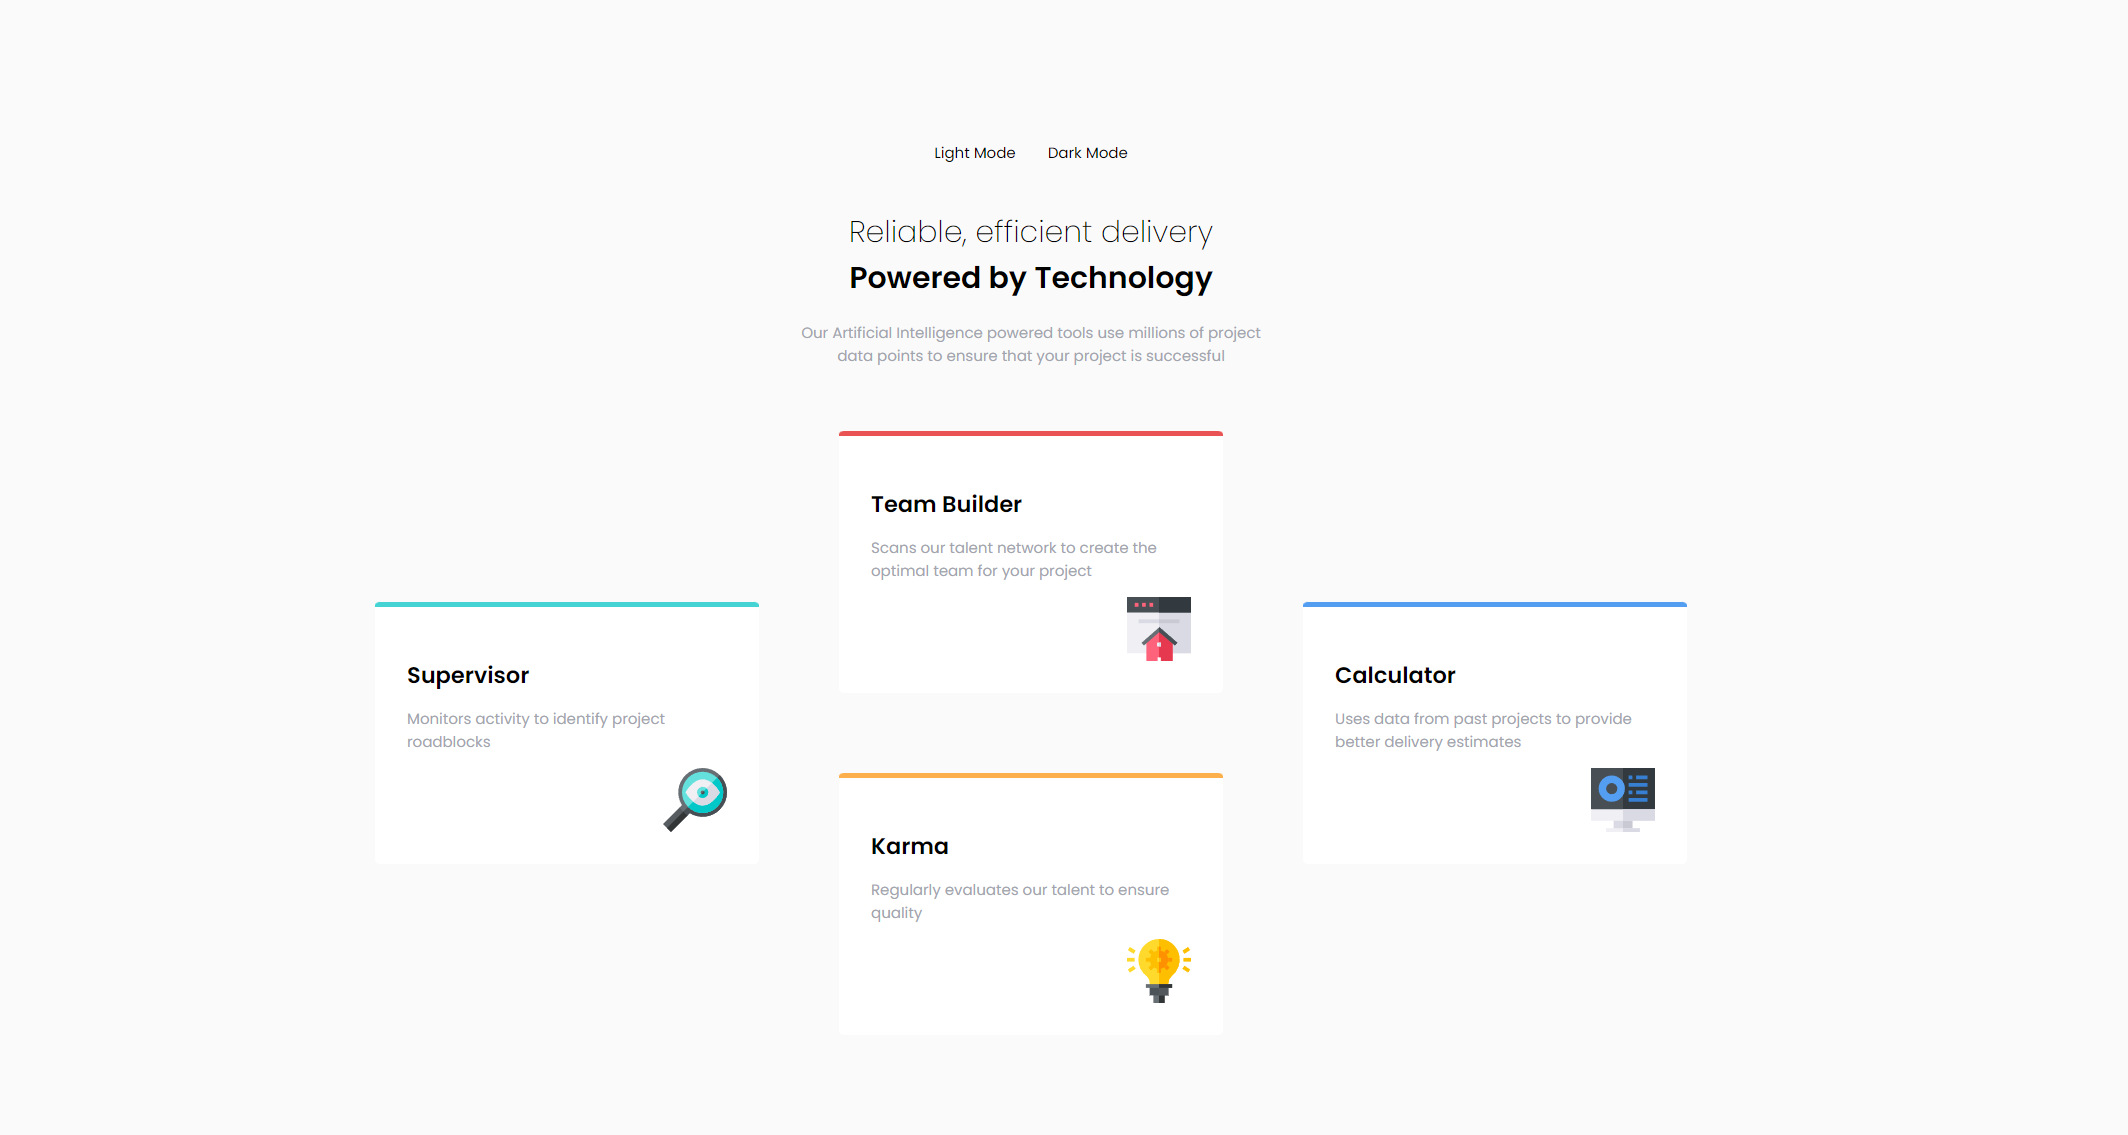 Light Mode Dark Mode
Reliable, efficient delivery
Powered by Technology
Our Artificial Intelligence powered tools use millions of project
data points to ensure that your project is successful
Supervisor
Monitors activity to identify project
roadblocks
Team Builder
Scans our talent network to create the
optimal team for your project
Karma
Regularly evaluates our talent to ensure
quality
Calculator
Uses data from past projects to provide
better delivery estimates